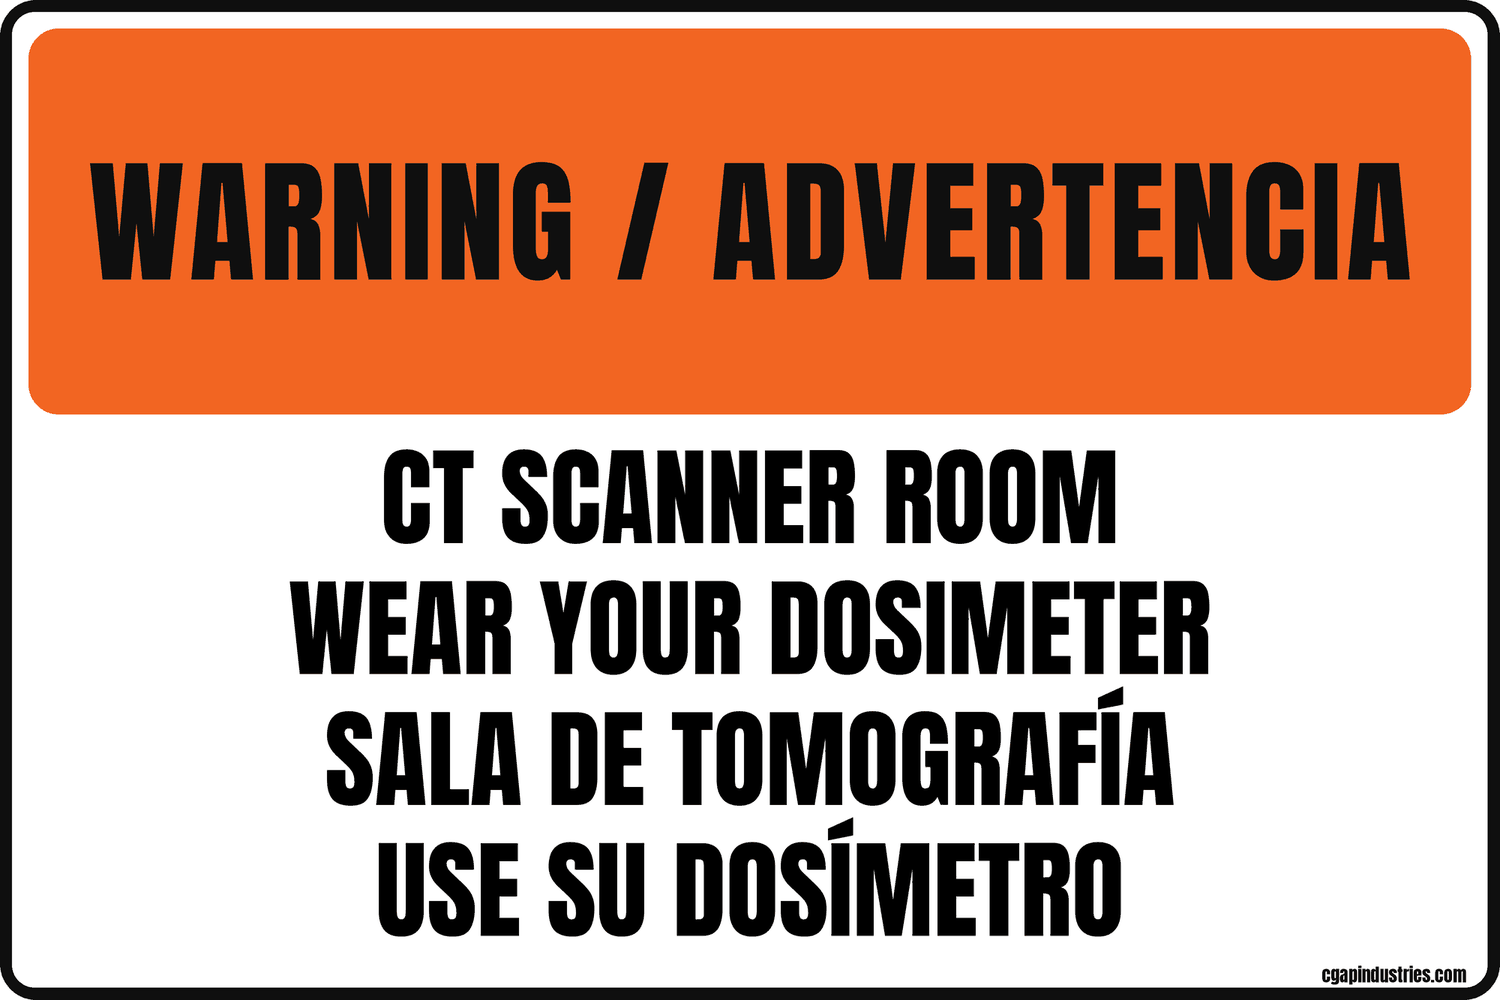 WARNING / ADVERTENCIA
CT SCANNER ROOM
WEAR YOUR DOSIMETER
SALA DE TOMOGRAFÍA
USE SU DOSÍMETRO
cgapindustries.com